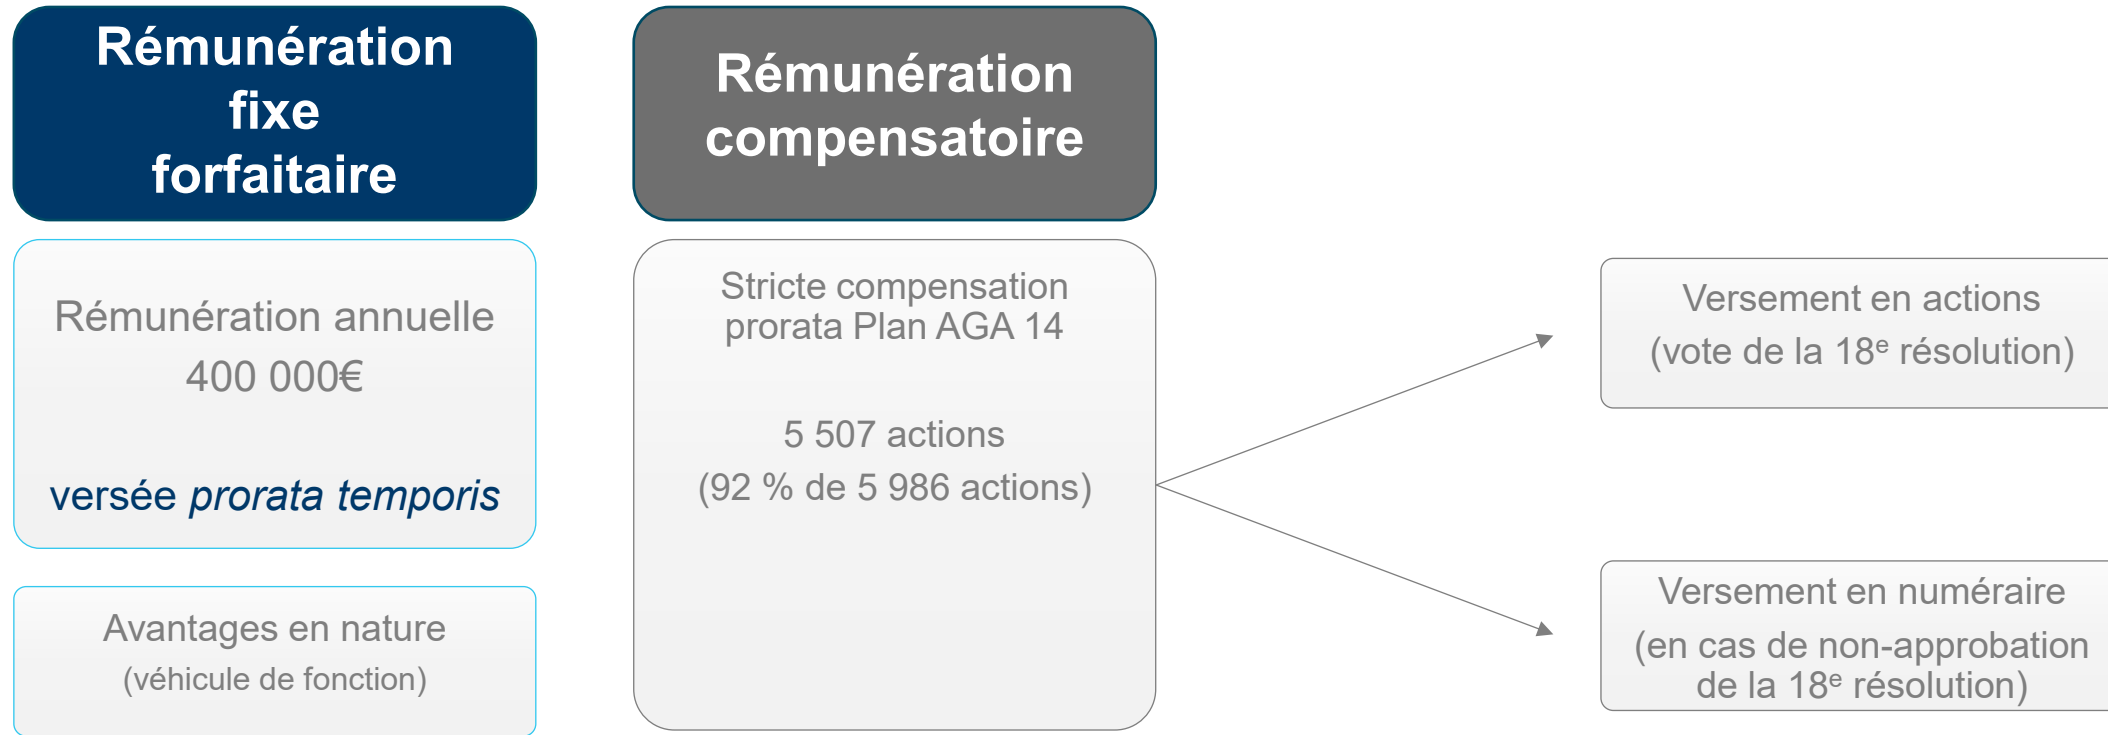 Rémunération
fixe
forfaitaire
Rémunération annuelle
400 000€
versée prorata temporis
Avantages en nature
(véhicule de fonction)
Rémunération
compensatoire
Stricte compensation
prorata Plan AGA 14
5 507 actions
(92 % de 5 986 actions)
Versement en actions
(vote de la 18e résolution)
Versement en numéraire
(en cas de non-approbation
de la 18e résolution)